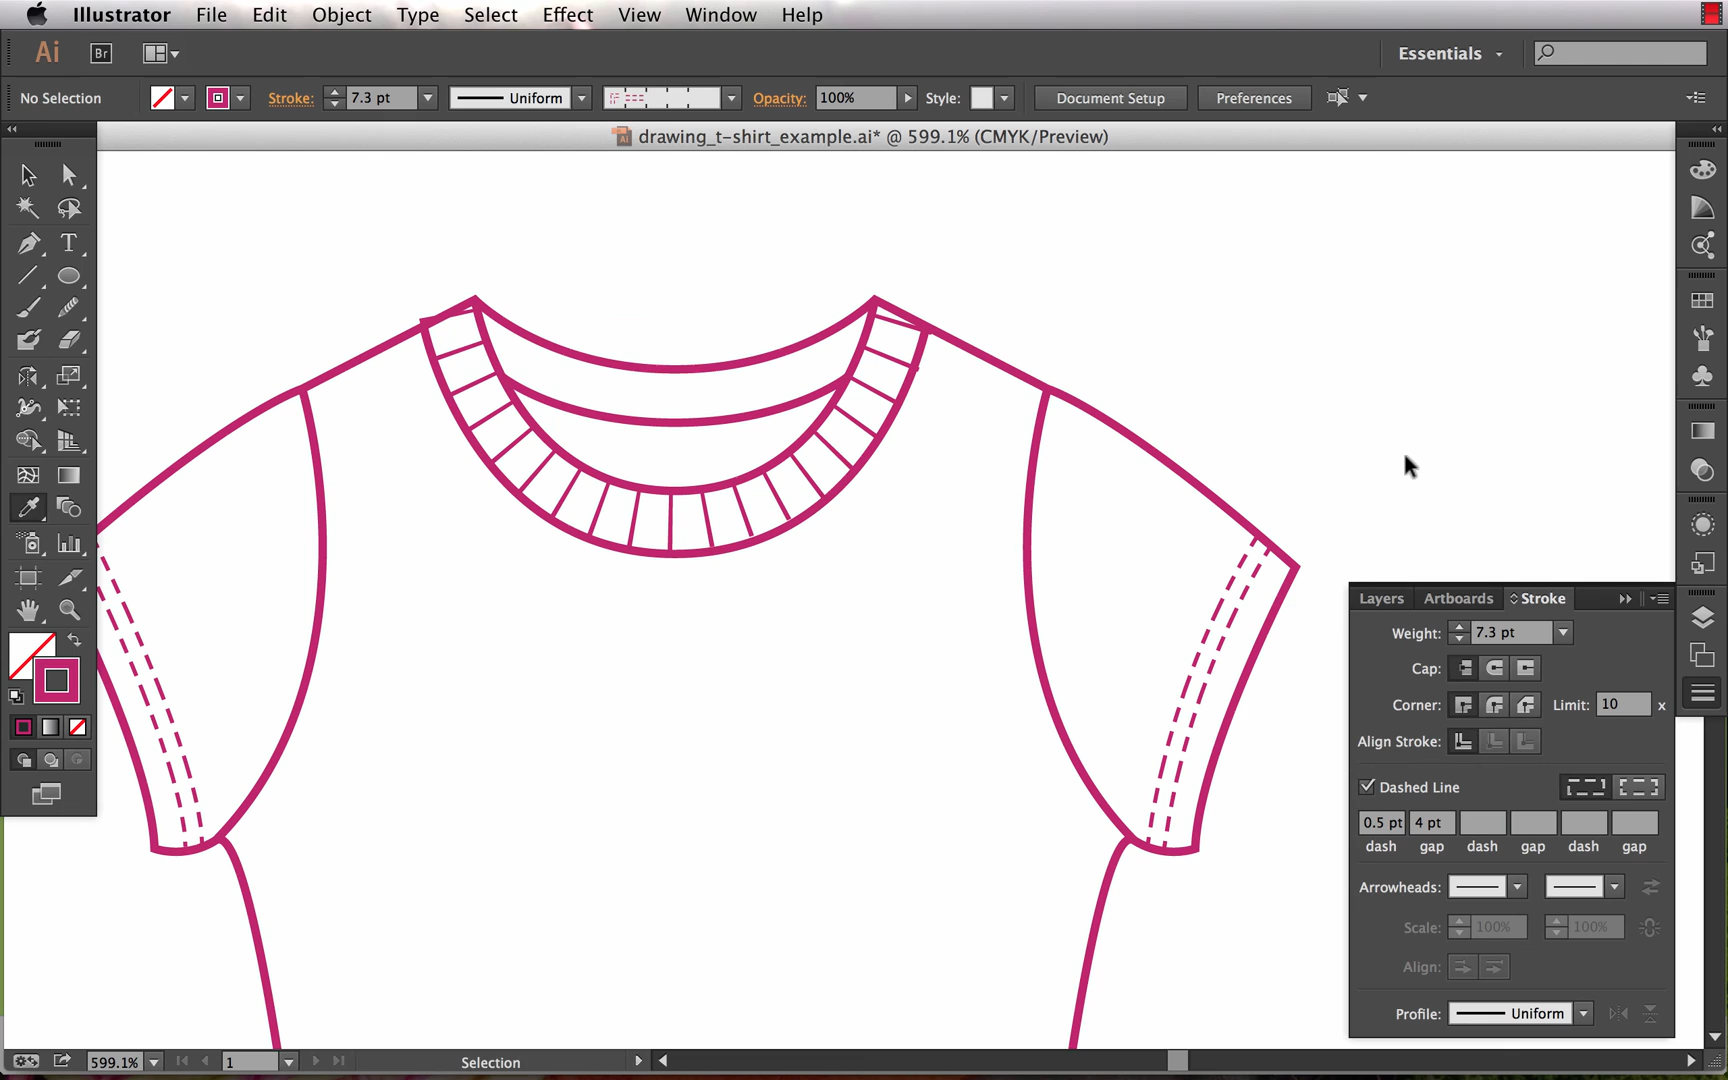 Illustrator File Edit Object Type Select Effect View Window Help
Ai Br Essentials
No Selection Stroke: 7.3 pt Uniform Opacity: 100% Style: Document Setup Preferences
drawing_t-shirt_example.ai* @ 599.1% (CMYK/Preview)
T
Layers Artboards Stroke
Weight: 7.3 pt
Cap:
Corner: Limit: 10 x
Align Stroke:
Dashed Line
0.5 pt 4 pt
dash gap dash gap dash gap
Arrowheads:
Scale: 100% 100%
Align:
Profile: Uniform
599.1% 1 Selection